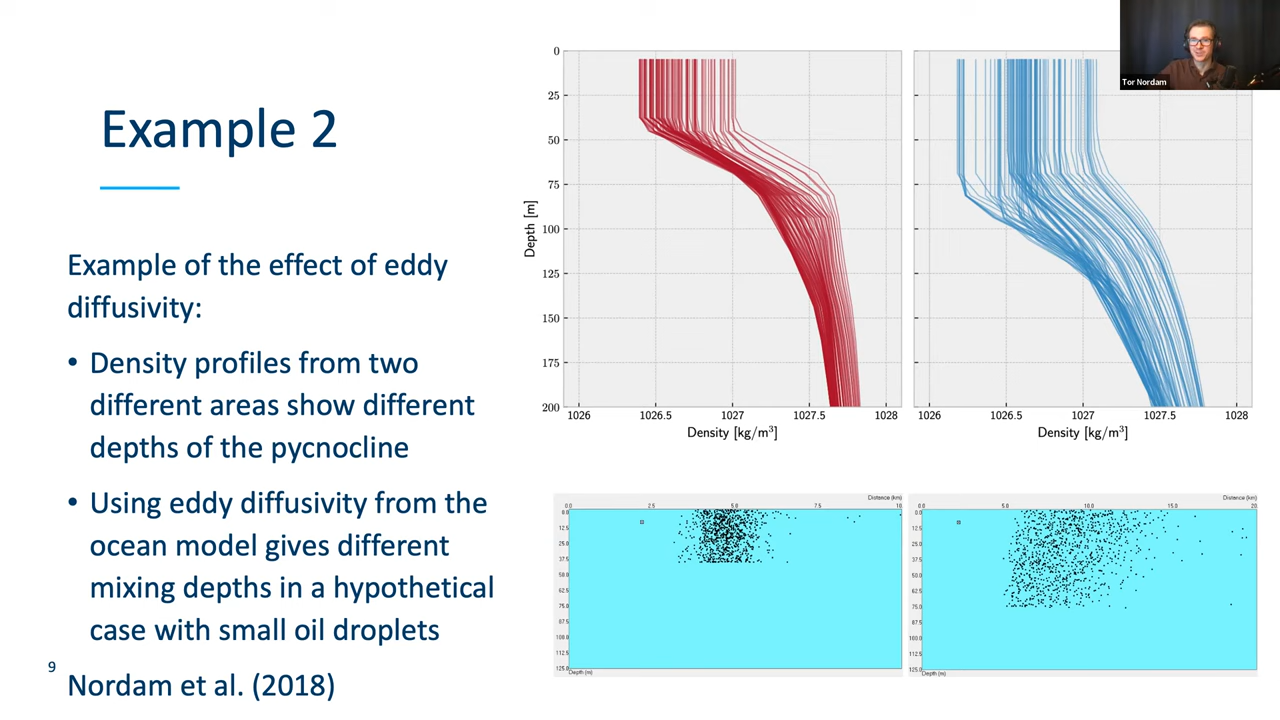 Example 2
Example of the effect of eddy
diffusivity:
• Density profiles from two
different areas show different
depths of the pycnocline
• Using eddy diffusivity from the
ocean model gives different
mixing depths in a hypothetical
case with small oil droplets
9
Nordam et al. (2018)
Tor Nordam
Depth [m]
0
25
50
75
100
125
150
175
200
1026
1026.5
1027
1027.5
1028
Density [kg/m³]
1026
1026.5
1027
1027.5
1028
Density [kg/m³]
Distance (km)
0.0
2.5
5.0
7.5
10
0.0
12.5
25.0
37.5
50.0
62.5
75.0
87.5
100.0
112.5
125.0
Depth (m)
Distance (km)
0.0
5.0
10.0
15.0
20
0.0
12.5
25.0
37.5
50.0
62.5
75.0
87.5
100.0
112.5
125.0
Depth (m)